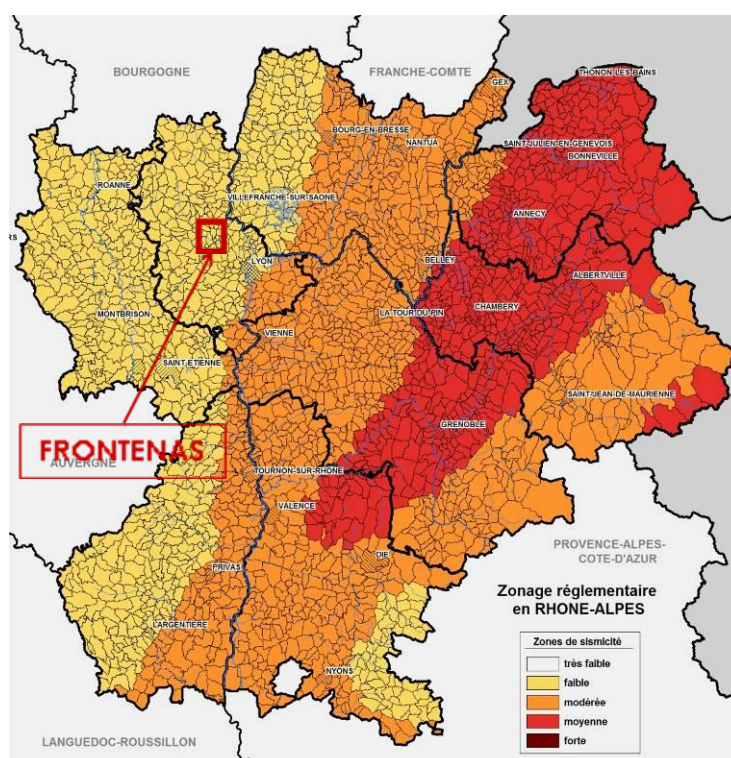 BOURGOGNE
FRANCHE-COMTE
THONON-LES-BAINS
GEX
BOURG-EN-BRESSE
NANTUA
SAINT-JULIEN-EN-GENEVOIS
BONNEVILLE
ROANNE
VILLEFRANCHE-SUR-SAONE
ANNECY
RS
LYON
BELLEY
ALBERTVILLE
MONTBRISON
LA TOUR-DU-PIN
CHAMBERY
VIENNE
SAINT-ETIENNE
SAINT-JEAN-DE-MAURIENNE
GRENOBLE
FRONTENAS
AUVERGNE
TOURNON-SUR-RHONE
VALENCE
PROVENCE-ALPES-
COTE-D'AZUR
DIE
PRIVAS
Zonage réglementaire
en RHONE-ALPES
LARGENTIERE
Zones de sismicité
très faible
faible
modérée
moyenne
forte
NYONS
LANGUEDOC-ROUSSILLON